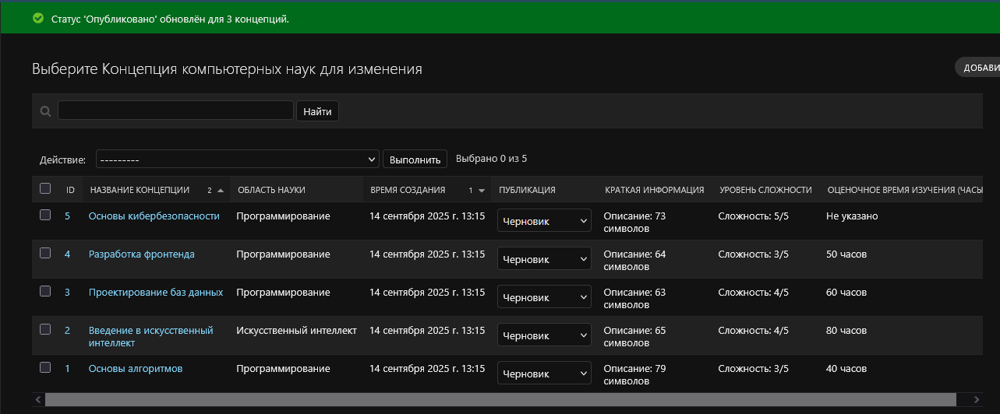 Статус 'Опубликовано' обновлён для 3 концепций.
Выберите Концепция компьютерных наук для изменения
ДОБАВИ
Найти
Действие: --------- Выполнить Выбрано 0 из 5
ID НАЗВАНИЕ КОНЦЕПЦИИ 2 ОБЛАСТЬ НАУКИ ВРЕМЯ СОЗДАНИЯ 1 ПУБЛИКАЦИЯ КРАТКАЯ ИНФОРМАЦИЯ УРОВЕНЬ СЛОЖНОСТИ ОЦЕНОЧНОЕ ВРЕМЯ ИЗУЧЕНИЯ (ЧАСЫ
5 Основы кибербезопасности Программирование 14 сентября 2025 г. 13:15 Черновик Описание: 73 Сложность: 5/5 Не указано
символов
4 Разработка фронтенда Программирование 14 сентября 2025 г. 13:15 Черновик Описание: 64 Сложность: 3/5 50 часов
символов
3 Проектирование баз данных Программирование 14 сентября 2025 г. 13:15 Черновик Описание: 63 Сложность: 4/5 60 часов
символов
2 Введение в искусственный Искусственный интеллект 14 сентября 2025 г. 13:15 Черновик Описание: 65 Сложность: 4/5 80 часов
интеллект символов
1 Основы алгоритмов Программирование 14 сентября 2025 г. 13:15 Черновик Описание: 79 Сложность: 3/5 40 часов
символов